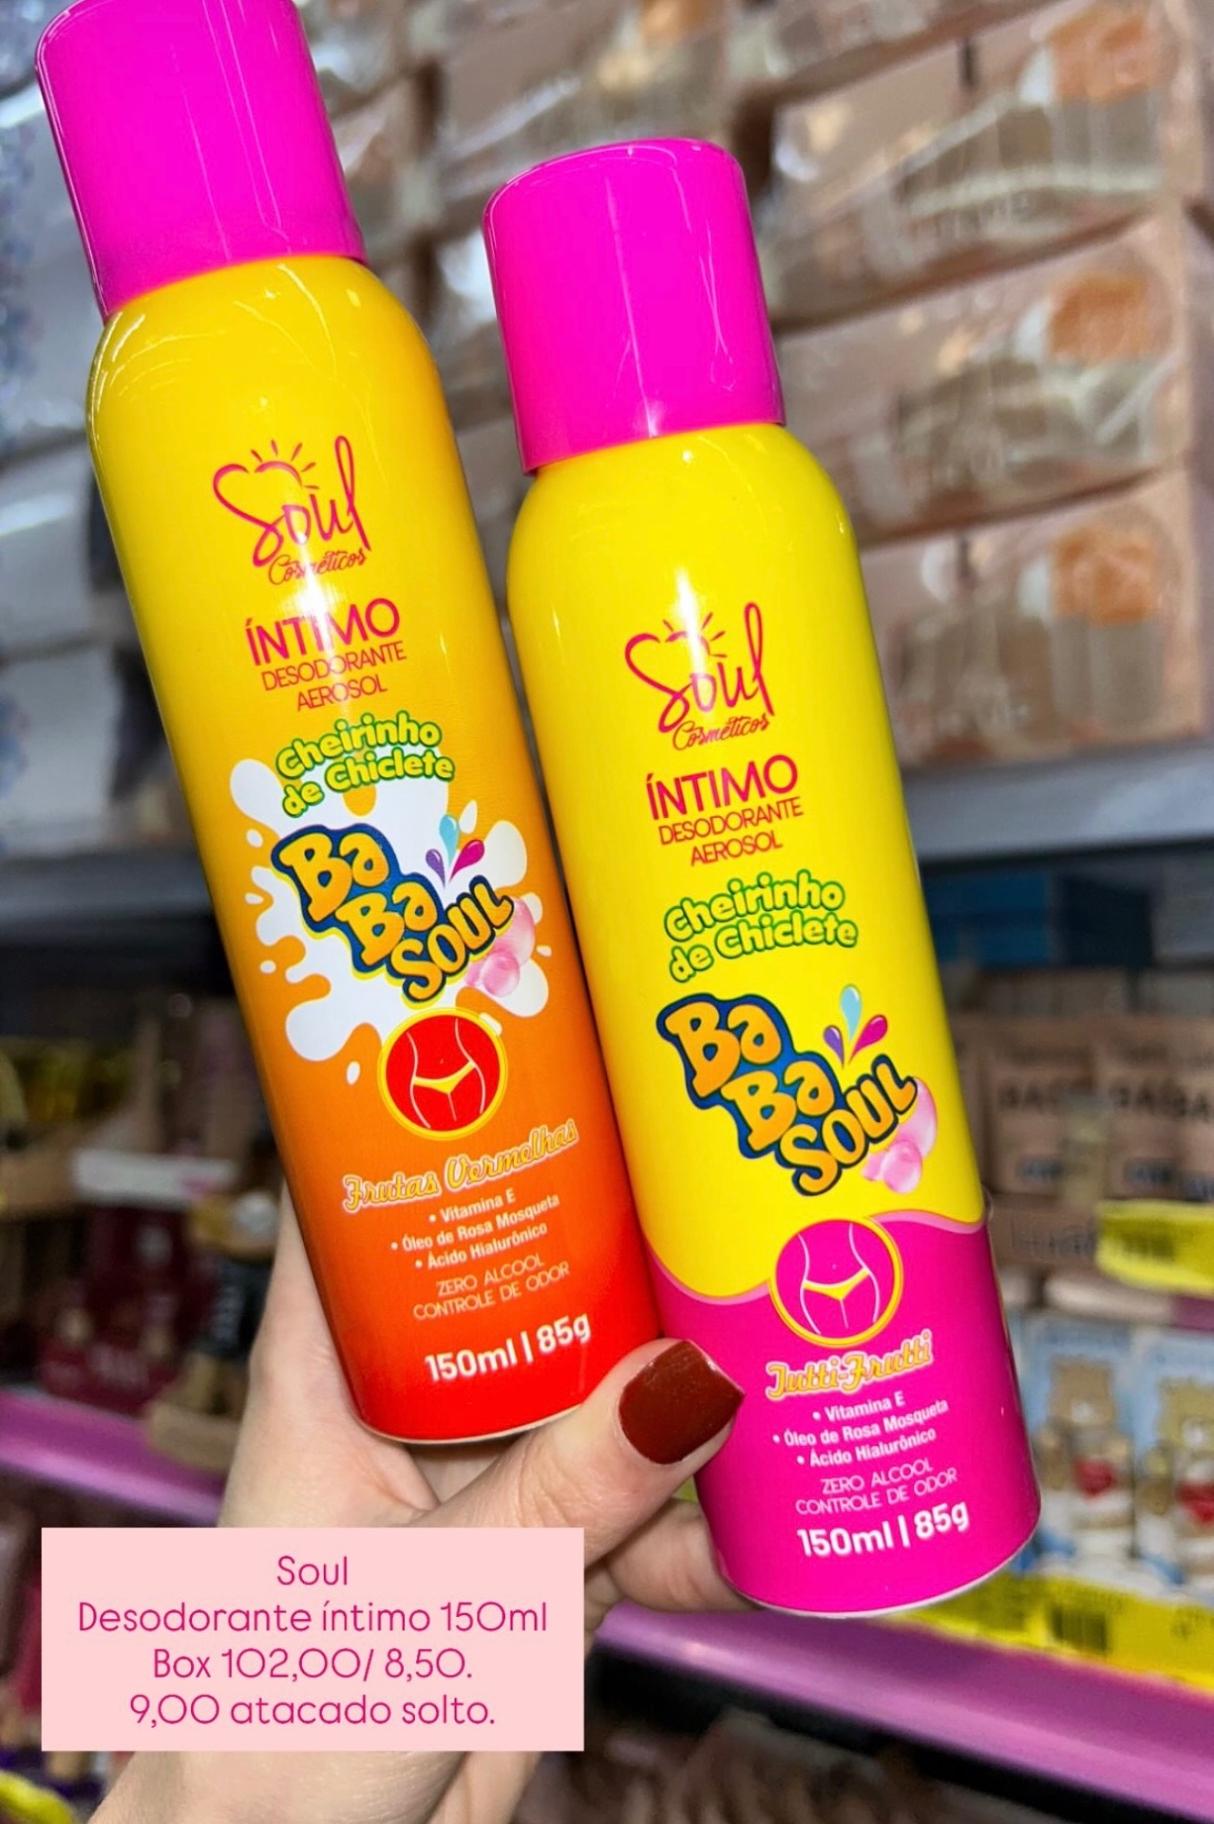 Soul
Cosméticos
ÍNTIMO
DESODORANTE
AEROSOL
Cheirinho
de Chiclete
Ba
Ba
SOUL
Frutas Vermelhas
• Vitamina E
• Óleo de Rosa Mosqueta
• Ácido Hialurônico
ZERO ALCOOL
CONTROLE DE ODOR
150ml | 85g
Soul
Cosméticos
ÍNTIMO
DESODORANTE
AEROSOL
Cheirinho
de Chiclete
Ba
Ba
SOUL
Tutti-Frutti
• Vitamina E
• Óleo de Rosa Mosqueta
• Ácido Hialurônico
ZERO ALCOOL
CONTROLE DE ODOR
150ml | 85g
Soul
Desodorante íntimo 150ml
Box 102,00/ 8,50.
9,00 atacado solto.